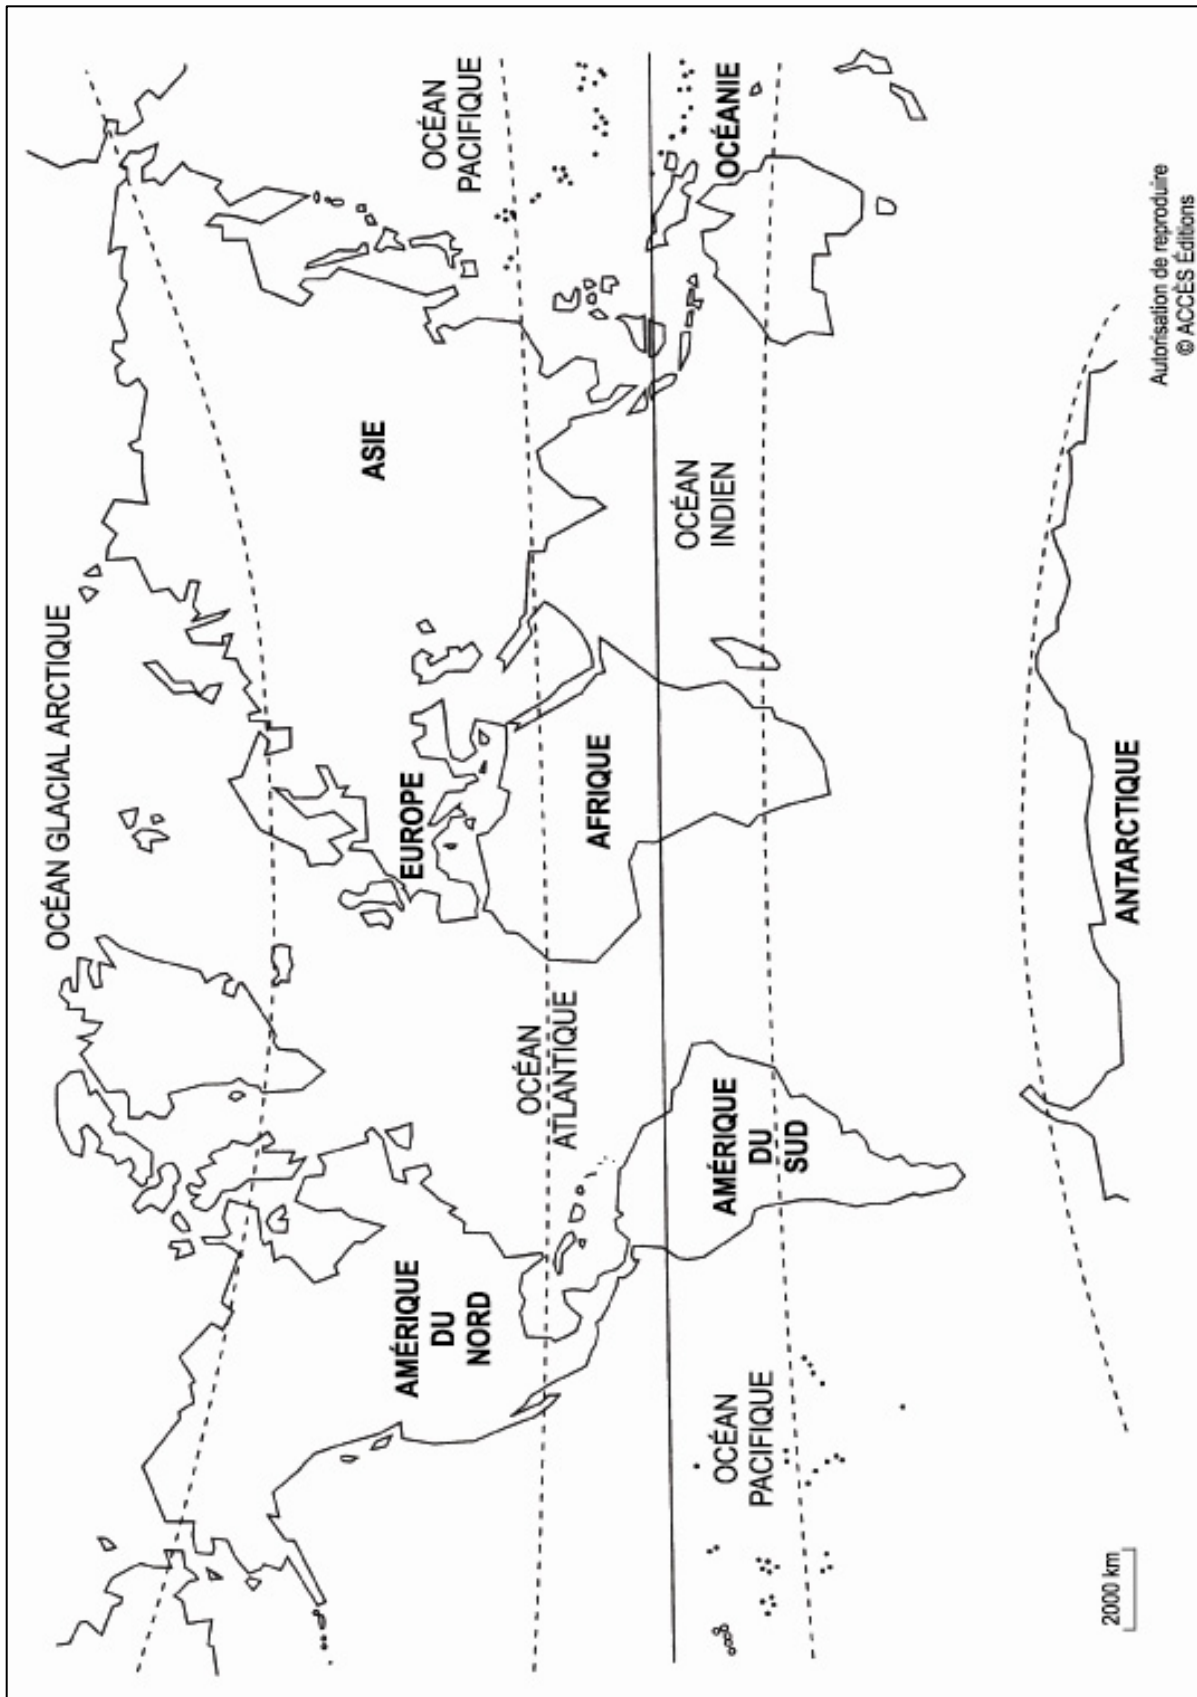 OCÉAN GLACIAL ARCTIQUE
AMÉRIQUE
DU
NORD
EUROPE
ASIE
OCÉAN
PACIFIQUE
OCÉAN
ATLANTIQUE
AFRIQUE
OCÉAN
PACIFIQUE
AMÉRIQUE
DU
SUD
OCÉAN
INDIEN
OCÉANIE
ANTARCTIQUE
2000 km
Autorisation de reproduire
© ACCÈS Éditions